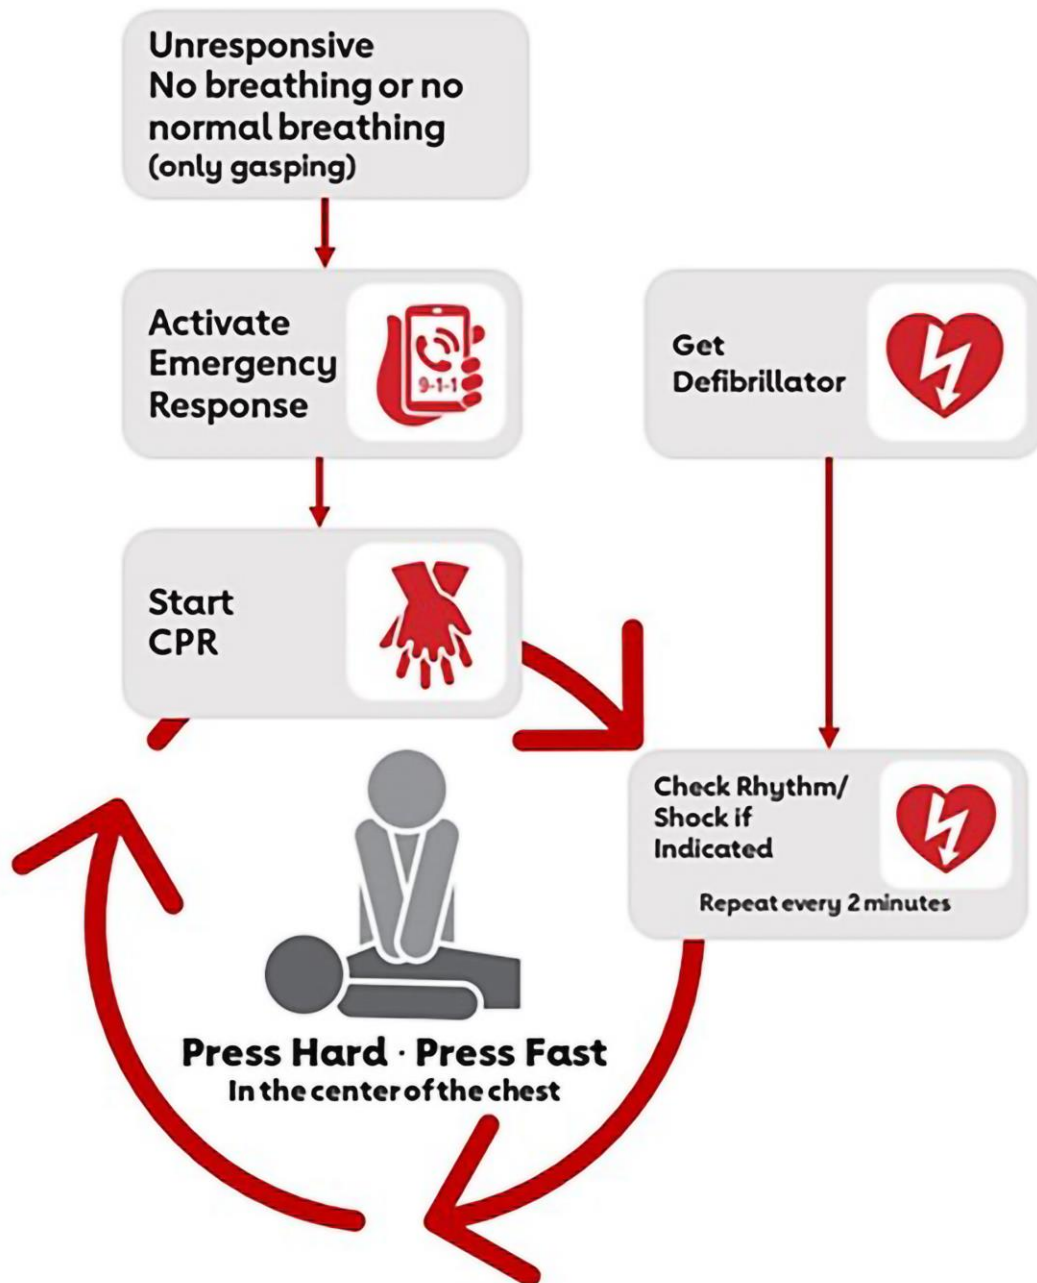 Unresponsive
No breathing or no
normal breathing
(only gasping)
Activate
Emergency
Response
9-1-1
Get
Defibrillator
Start
CPR
Check Rhythm/
Shock if
Indicated
Repeat every 2 minutes
Press Hard · Press Fast
In the center of the chest